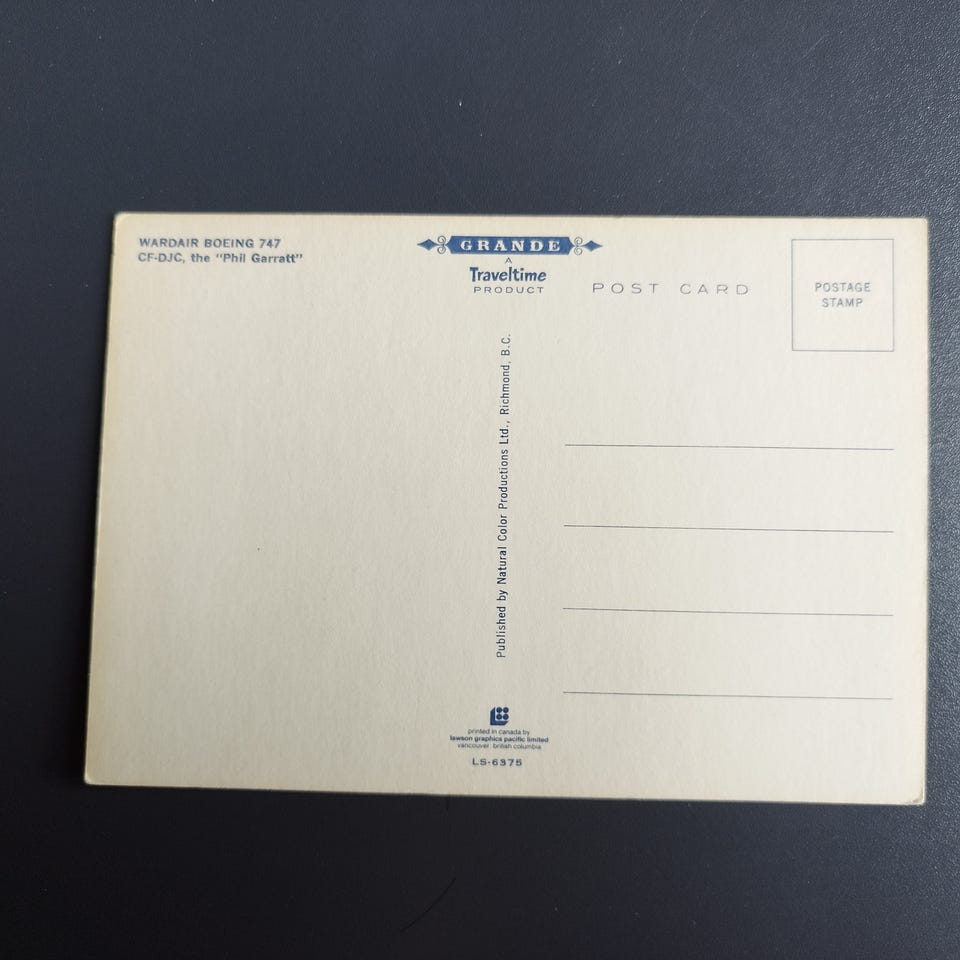 WARDAIR BOEING 747
CF-DJC, the "Phil Garratt"
GRANDE
A
Traveltime
PRODUCT
POST CARD
POSTAGE
STAMP
Published by Natural Color Productions Ltd., Richmond, B.C.
printed in canada by
lawson graphics pacific limited
vancouver, british columbia
LS-6375